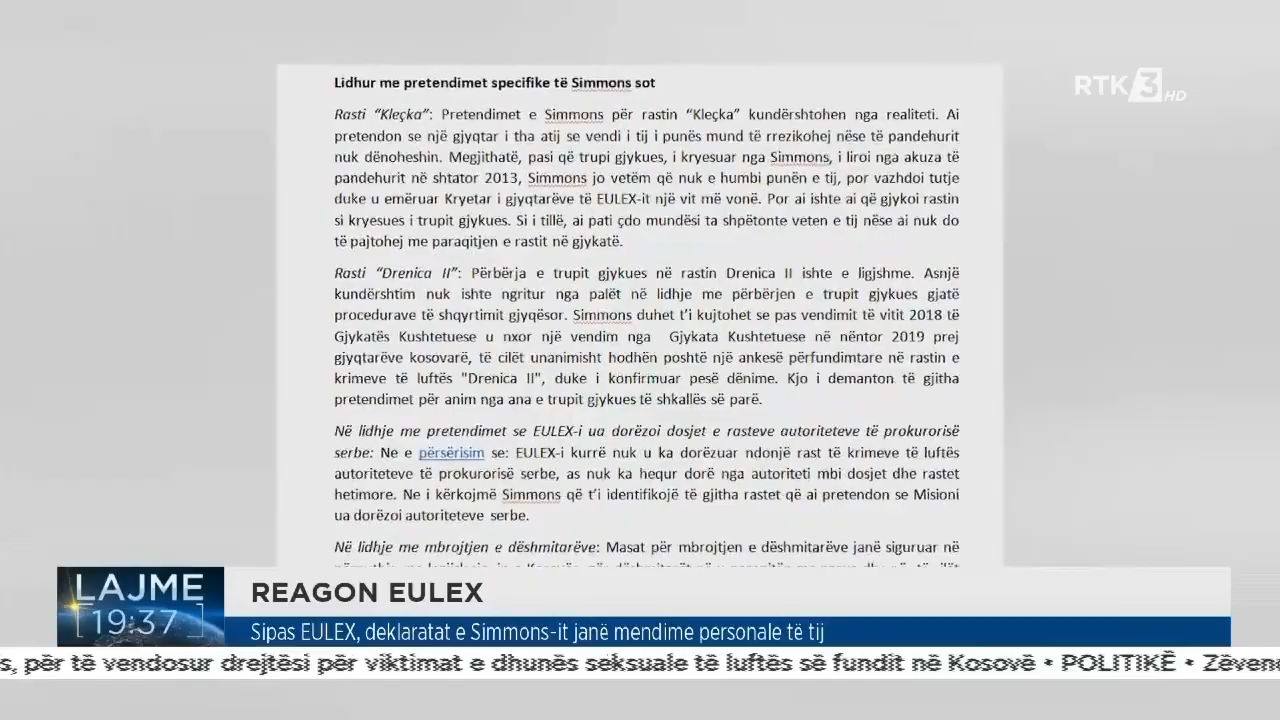 Lidhur me pretendimet specifike të Simmons sot
RTK 3 HD
Rasti “Kleçka”: Pretendimet e Simmons për rastin “Kleçka” kundërshtohen nga realiteti. Ai
pretendon se një gjyqtar i tha atij se vendi i tij i punës mund të rrezikohej nëse të pandehurit
nuk dënoheshin. Megjithatë, pasi që trupi gjykues, i kryesuar nga Simmons, i liroi nga akuza të
pandehurit në shtator 2013, Simmons jo vetëm që nuk e humbi punën e tij, por vazhdoi tutje
duke u emëruar Kryetar i gjyqtarëve të EULEX-it një vit më vonë. Por ai ishte ai që gjykoi rastin
si kryesues i trupit gjykues. Si i tillë, ai pati çdo mundësi ta shpëtonte veten e tij nëse ai nuk do
të pajtohej me paraqitjen e rastit në gjykatë.
Rasti “Drenica II”: Përbërja e trupit gjykues në rastin Drenica II ishte e ligjshme. Asnjë
kundërshtim nuk ishte ngritur nga palët në lidhje me përbërjen e trupit gjykues gjatë
procedurave të shqyrtimit gjyqësor. Simmons duhet t’i kujtohet se pas vendimit të vitit 2018 të
Gjykatës Kushtetuese u nxor një vendim nga Gjykata Kushtetuese në nëntor 2019 prej
gjyqtarëve kosovarë, të cilët unanimisht hodhën poshtë një ankesë përfundimtare në rastin e
krimeve të luftës "Drenica II", duke i konfirmuar pesë dënime. Kjo i demanton të gjitha
pretendimet për anim nga ana e trupit gjykues të shkallës së parë.
Në lidhje me pretendimet se EULEX-i ua dorëzoi dosjet e rasteve autoriteteve të prokurorisë
serbe: Ne e përsërisim se: EULEX-i kurrë nuk u ka dorëzuar ndonjë rast të krimeve të luftës
autoriteteve të prokurorisë serbe, as nuk ka hequr dorë nga autoriteti mbi dosjet dhe rastet
hetimore. Ne i kërkojmë Simmons që t’i identifikojë të gjitha rastet që ai pretendon se Misioni
ua dorëzoi autoriteteve serbe.
Në lidhje me mbrojtjen e dëshmitarëve: Masat për mbrojtjen e dëshmitarëve janë siguruar në
LAJME
19:37
REAGON EULEX
Sipas EULEX, deklaratat e Simmons-it janë mendime personale të tij
s, për të vendosur drejtësi për viktimat e dhunës seksuale të luftës së fundit në Kosovë • POLITIKË • Zëven